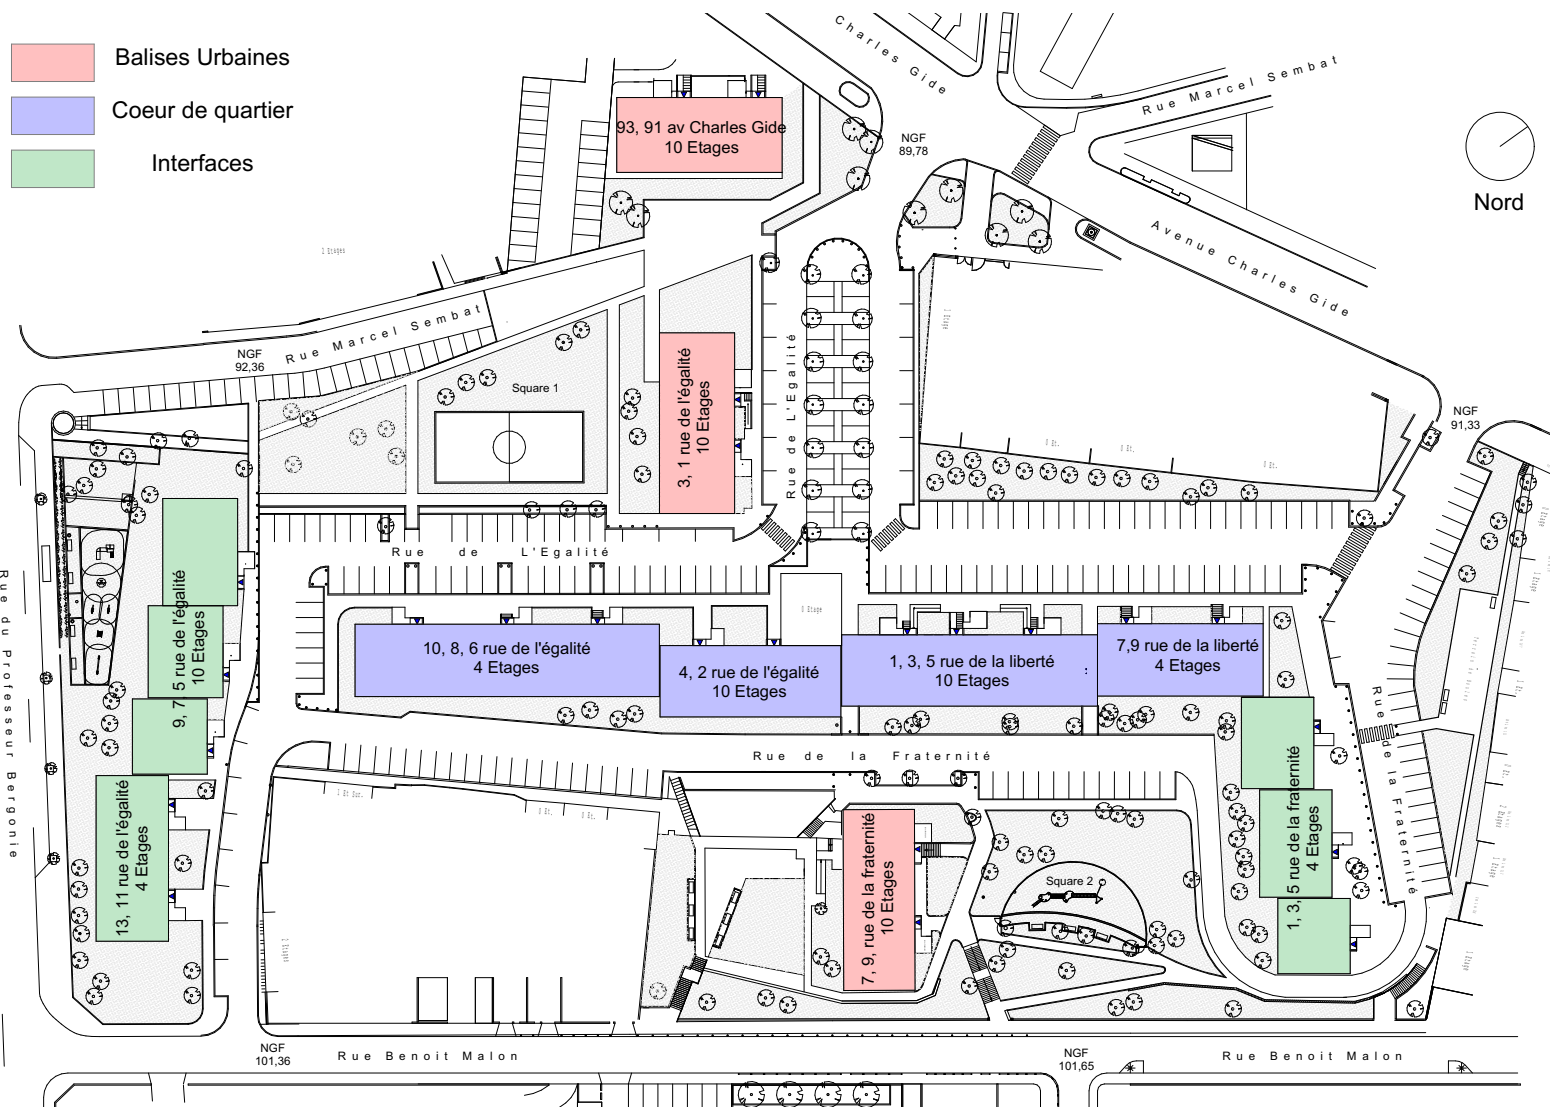 Balises Urbaines
Coeur de quartier
Interfaces
93, 91 av Charles Gide
10 Etages
Charles Gide
NGF
89,78
Rue Marcel Sembat
Nord
Avenue Charles Gide
2 Etages
Rue Marcel Sembat
NGF
92,36
Square 1
3, 1 rue de l'égalité
10 Etages
Rue de L'Egalité
NGF
91,33
Rue de L'Egalité
9, 7, 5 rue de l'égalité
10 Etages
10, 8, 6 rue de l'égalité
4 Etages
4, 2 rue de l'égalité
10 Etages
1, 3, 5 rue de la liberté
10 Etages
7,9 rue de la liberté
4 Etages
Rue de la Fraternité
Rue de la Fraternité
13, 11 rue de l'égalité
4 Etages
7, 9, rue de la fraternité
10 Etages
Square 2
1, 3, 5 rue de la fraternité
4 Etages
Rue du Professeur Bergonie
NGF
101,36
Rue Benoit Malon
NGF
101,65
Rue Benoit Malon